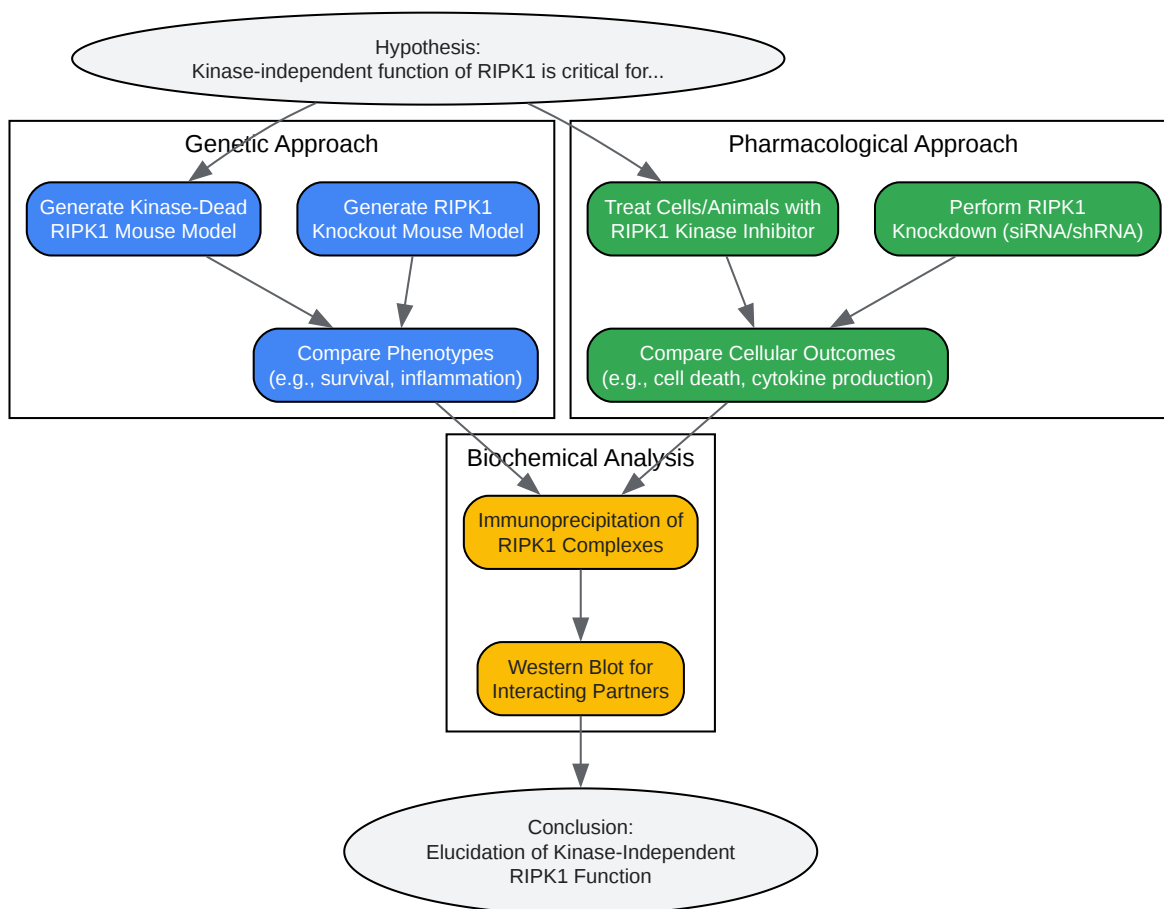 Hypothesis:
Kinase-independent function of RIPK1 is critical for...
Genetic Approach
Pharmacological Approach
Generate Kinase-Dead
RIPK1 Mouse Model
Generate RIPK1
Knockout Mouse Model
Treat Cells/Animals with
RIPK1 Kinase Inhibitor
Perform RIPK1
Knockdown (siRNA/shRNA)
Compare Phenotypes
(e.g., survival, inflammation)
Compare Cellular Outcomes
(e.g., cell death, cytokine production)
Biochemical Analysis
Immunoprecipitation of
RIPK1 Complexes
Western Blot for
Interacting Partners
Conclusion:
Elucidation of Kinase-Independent
RIPK1 Function